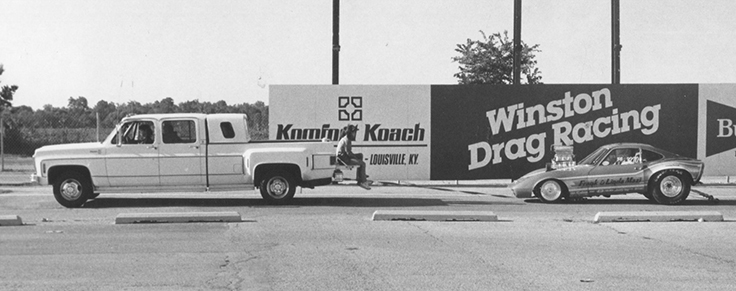 Komfort Koach
- LOUISVILLE, KY.
Winston
Drag Racing